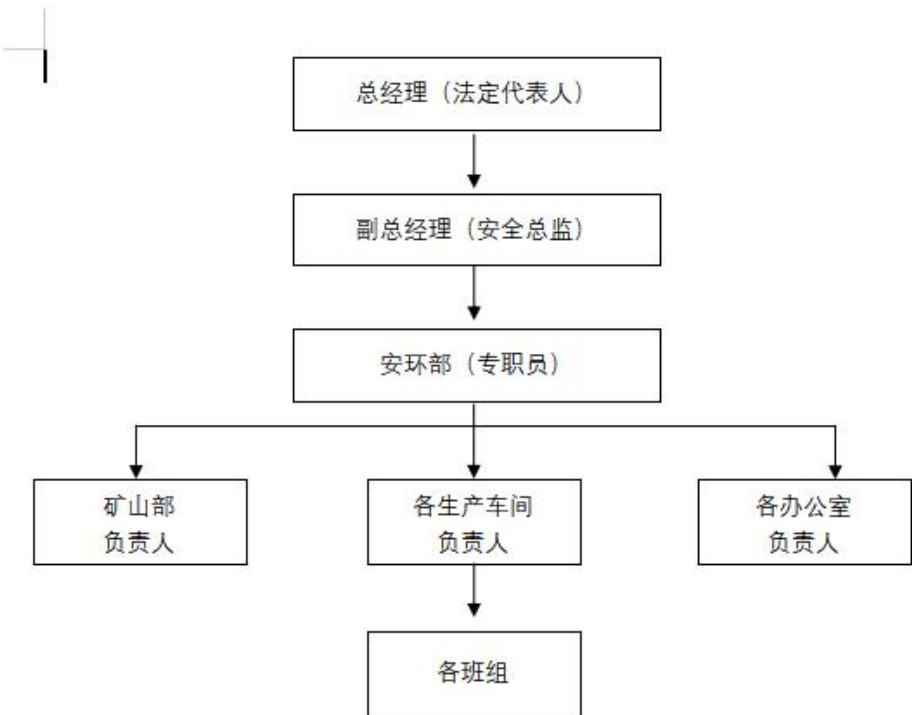 总经理（法定代表人）
副总经理（安全总监）
安环部（专职员）
矿山部
负责人
各生产车间
负责人
各办公室
负责人
各班组